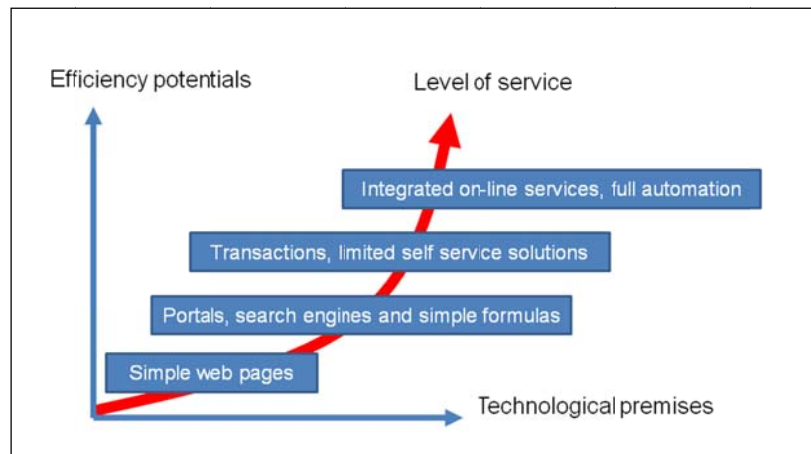 Efficiency potentials
Level of service
Integrated on-line services, full automation
Transactions, limited self service solutions
Portals, search engines and simple formulas
Simple web pages
Technological premises